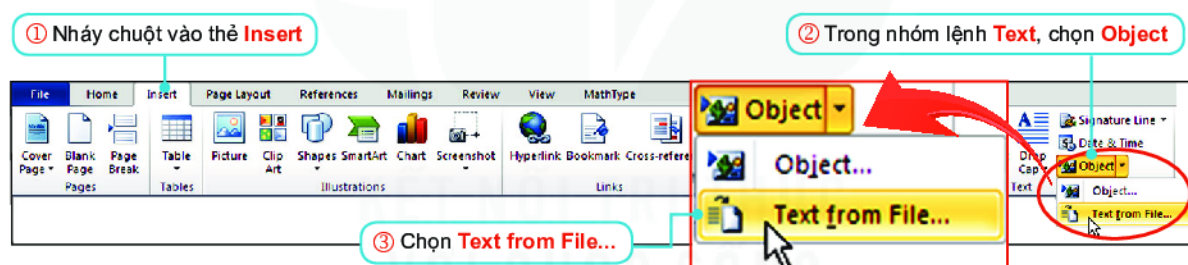 ① Nháy chuột vào thẻ Insert
② Trong nhóm lệnh Text, chọn Object
File Home Insert Page Layout References Mailings Review View MathType
Cover Page Blank Page Page Break Table Picture Clip Art Shapes SmartArt Chart Screenshot Hyperlink Bookmark Cross-refere
Pages Tables Illustrations Links
Object
Object...
Text from File...
Drop Cap
Signature Line
Date & Time
Object
Text
Object...
Text from File...
③ Chọn Text from File...